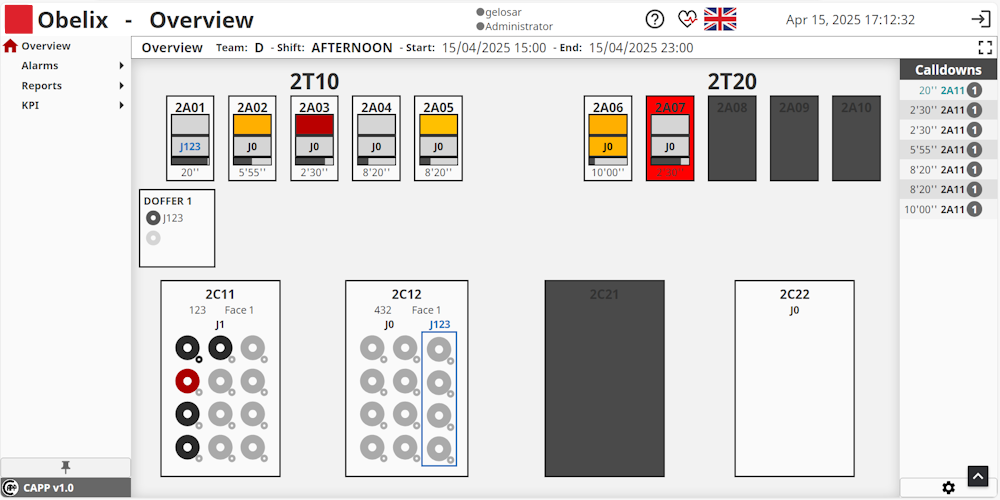 Obelix - Overview
gelosar
Administrator
Apr 15, 2025 17:12:32
Overview
Alarms
Reports
KPI
Overview Team: D - Shift: AFTERNOON - Start: 15/04/2025 15:00 - End: 15/04/2025 23:00
2T10
2T20
2A01 2A02 2A03 2A04 2A05
J123 J0 J0 J0 J0
20'' 5'55'' 2'30'' 8'20'' 8'20''
2A06 2A07 2A08 2A09 2A10
J0 J0
10'00'' 2'30''
DOFFER 1
J123
2C11
123 Face 1
J1
2C12
432 Face 1
J0 J123
2C21
2C22
J0
Calldowns
20'' 2A11 1
2'30'' 2A11 1
2'30'' 2A11 1
5'55'' 2A11 1
8'20'' 2A11 1
8'20'' 2A11 1
10'00'' 2A11 1
CAPP v1.0